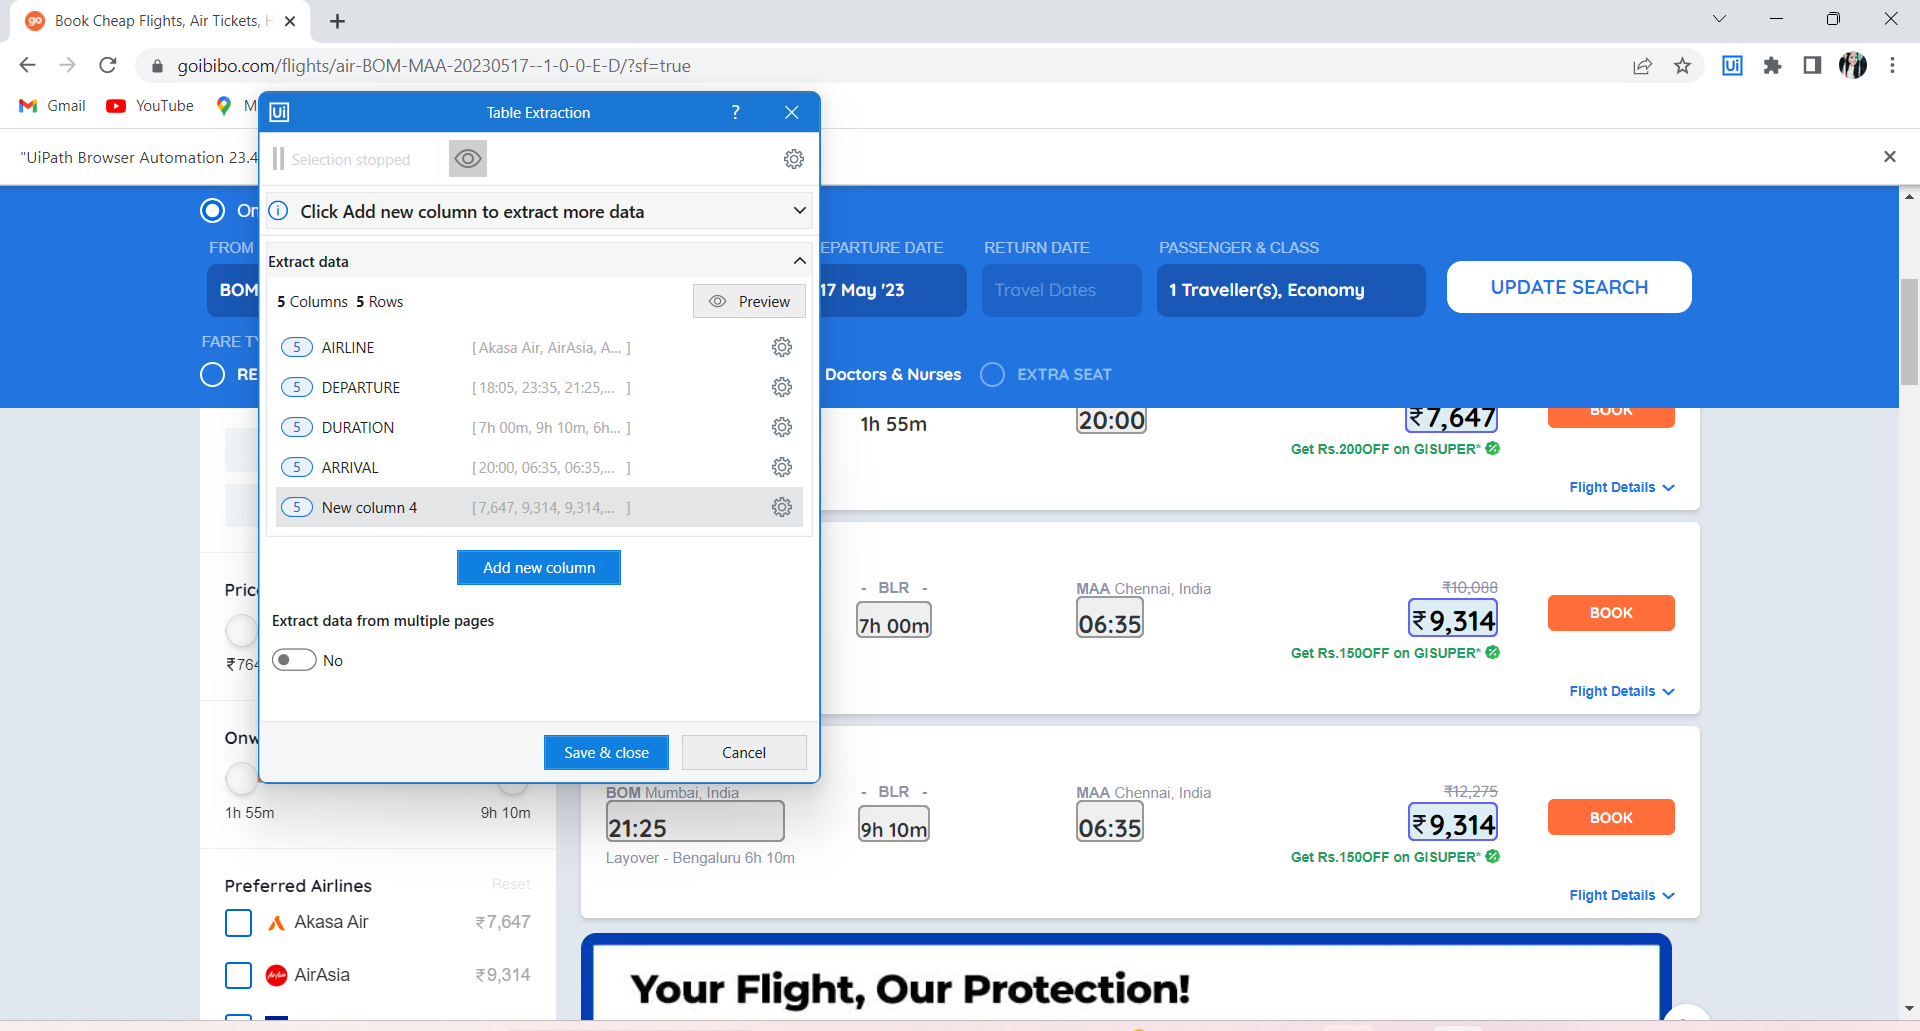 Book Cheap Flights, Air Tickets, H
goibibo.com/flights/air-BOM-MAA-20230517--1-0-0-E-D/?sf=true
Gmail
YouTube
M
"UiPath Browser Automation 23.4
Ui
Table Extraction
?
Selection stopped
Click Add new column to extract more data
Extract data
5 Columns 5 Rows
Preview
5 AIRLINE [ Akasa Air, AirAsia, A... ]
5 DEPARTURE [ 18:05, 23:35, 21:25,... ]
5 DURATION [ 7h 00m, 9h 10m, 6h... ]
5 ARRIVAL [ 20:00, 06:35, 06:35,... ]
5 New column 4 [ 7,647, 9,314, 9,314,... ]
Add new column
Extract data from multiple pages
No
Save & close
Cancel
On
FROM
BOM
EPARTURE DATE
17 May '23
RETURN DATE
Travel Dates
PASSENGER & CLASS
1 Traveller(s), Economy
UPDATE SEARCH
FARE TY
RE
Doctors & Nurses
EXTRA SEAT
Pric
₹764
Onw
1h 55m
9h 10m
Preferred Airlines
Reset
Akasa Air
₹7,647
AirAsia
₹9,314
1h 55m
20:00
₹7,647
BOOK
Get Rs.200OFF on GISUPER*
Flight Details
- BLR -
7h 00m
MAA Chennai, India
06:35
₹10,088
₹9,314
BOOK
Get Rs.150OFF on GISUPER*
Flight Details
BOM Mumbai, India
21:25
Layover - Bengaluru 6h 10m
- BLR -
9h 10m
MAA Chennai, India
06:35
₹12,275
₹9,314
BOOK
Get Rs.150OFF on GISUPER*
Flight Details
Your Flight, Our Protection!